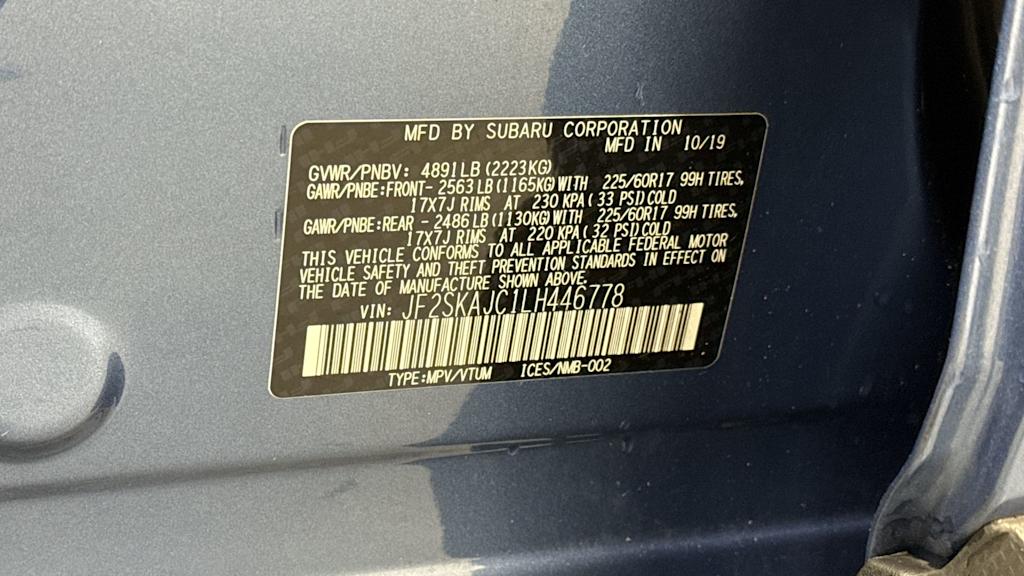 MFD BY SUBARU CORPORATION
MFD IN 10/19
GVWR/PNBV: 4891LB(2223KG)
GAWR/PNBE:FRONT- 2563LB(1165KG)WITH 225/60R17 99H TIRES,
17X7J RIMS AT 230 KPA( 33 PSI)COLD
GAWR/PNBE:REAR - 2486LB(1130KG)WITH 225/60R17 99H TIRES,
17X7J RIMS AT 220 KPA( 32 PSI)COLD
THIS VEHICLE CONFORMS TO ALL APPLICABLE FEDERAL MOTOR
VEHICLE SAFETY AND THEFT PREVENTION STANDARDS IN EFFECT ON
THE DATE OF MANUFACTURE SHOWN ABOVE.
VIN: JF2SKAJC1LH446778
TYPE:MPV/VTUM ICES/NMB-002